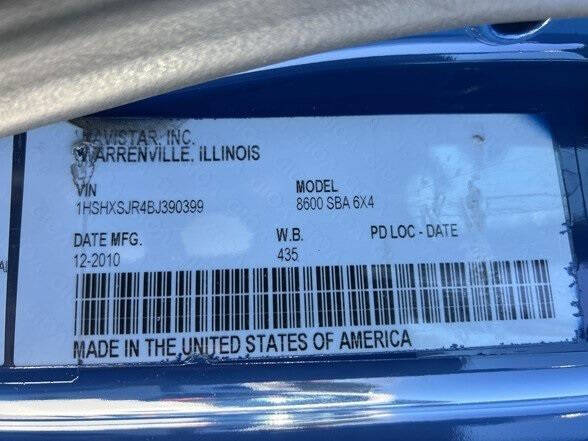 NAVISTAR, INC.
WARRENVILLE, ILLINOIS
VIN MODEL
1HSHXSJR4BJ390399 8600 SBA 6X4
DATE MFG. W.B. PD LOC - DATE
12-2010 435
MADE IN THE UNITED STATES OF AMERICA